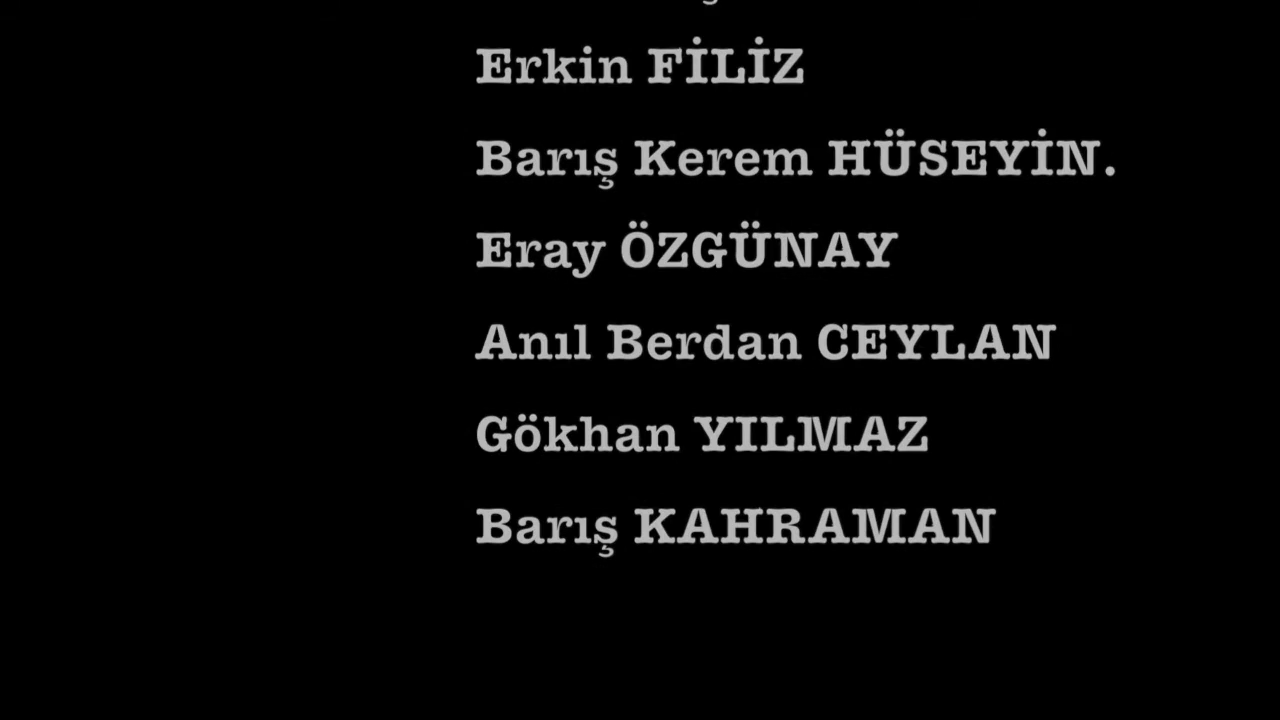 Erkin FİLİZ
Barış Kerem HÜSEYİN.
Eray ÖZGÜNAY
Anıl Berdan CEYLAN
Gökhan YILMAZ
Barış KAHRAMAN